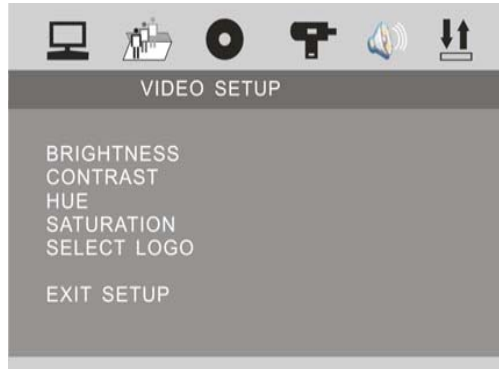 VIDEO SETUP
BRIGHTNESS
CONTRAST
HUE
SATURATION
SELECT LOGO
EXIT SETUP